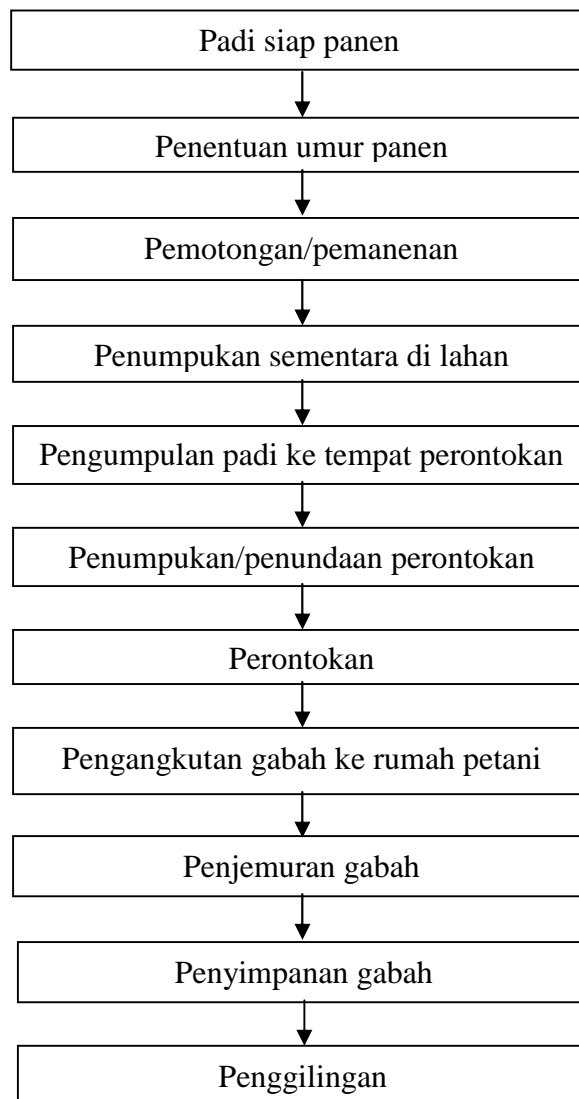 Padi siap panen
Penentuan umur panen
Pemotongan/pemanenan
Penumpukan sementara di lahan
Pengumpulan padi ke tempat perontokan
Penumpukan/penundaan perontokan
Perontokan
Pengangkutan gabah ke rumah petani
Penjemuran gabah
Penyimpanan gabah
Penggilingan